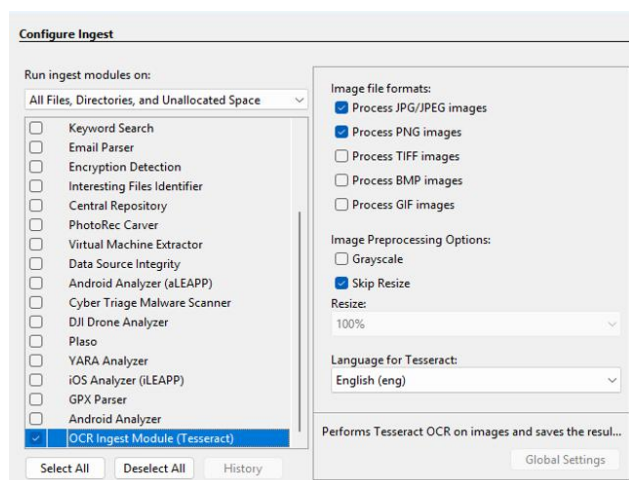 Configure Ingest
Run ingest modules on:
All Files, Directories, and Unallocated Space
Keyword Search
Email Parser
Encryption Detection
Interesting Files Identifier
Central Repository
PhotoRec Carver
Virtual Machine Extractor
Data Source Integrity
Android Analyzer (aLEAPP)
Cyber Triage Malware Scanner
DJI Drone Analyzer
Plaso
YARA Analyzer
iOS Analyzer (iLEAPP)
GPX Parser
Android Analyzer
OCR Ingest Module (Tesseract)
Select All
Deselect All
History
Image file formats:
Process JPG/JPEG images
Process PNG images
Process TIFF images
Process BMP images
Process GIF images
Image Preprocessing Options:
Grayscale
Skip Resize
Resize:
100%
Language for Tesseract:
English (eng)
Performs Tesseract OCR on images and saves the resul...
Global Settings